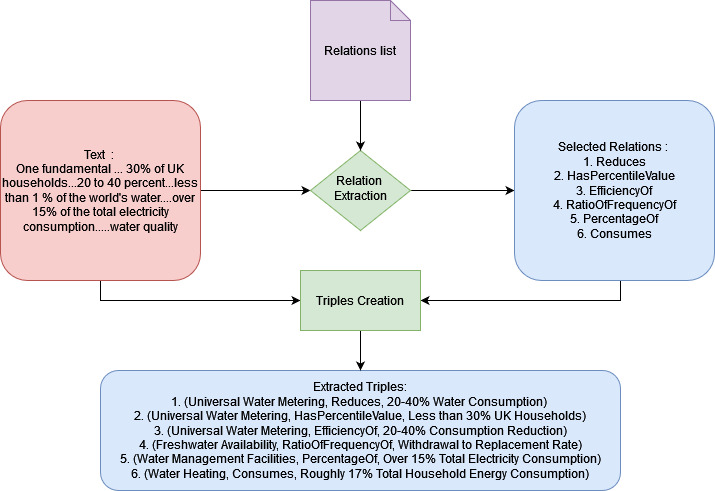 Relations list
Text :
One fundamental ... 30% of UK
households...20 to 40 percent...less
than 1 % of the world's water....over
15% of the total electricity
consumption.....water quality
Relation
Extraction
Selected Relations :
1. Reduces
2. HasPercentileValue
3. EfficiencyOf
4. RatioOfFrequencyOf
5. PercentageOf
6. Consumes
Triples Creation
Extracted Triples:
1. (Universal Water Metering, Reduces, 20-40% Water Consumption)
2. (Universal Water Metering, HasPercentileValue, Less than 30% UK Households)
3. (Universal Water Metering, EfficiencyOf, 20-40% Consumption Reduction)
4. (Freshwater Availability, RatioOfFrequencyOf, Withdrawal to Replacement Rate)
5. (Water Management Facilities, PercentageOf, Over 15% Total Electricity Consumption)
6. (Water Heating, Consumes, Roughly 17% Total Household Energy Consumption)